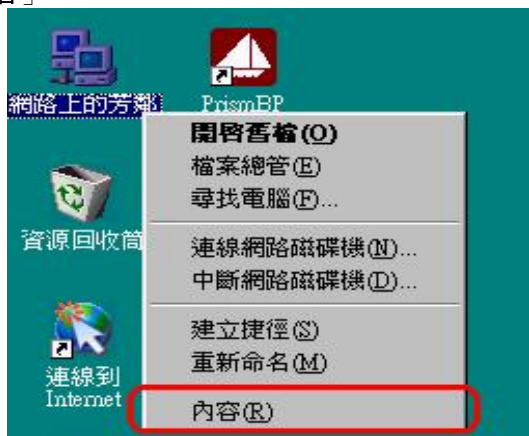 網路上的芳鄰
PrismBP
開啓舊檔(O)
檔案總管(E)
尋找電腦(F)...
資源回收筒
連線網路磁碟機(N)...
中斷網路磁碟機(D)...
建立捷徑(S)
重新命名(M)
連線到
Internet
內容(R)